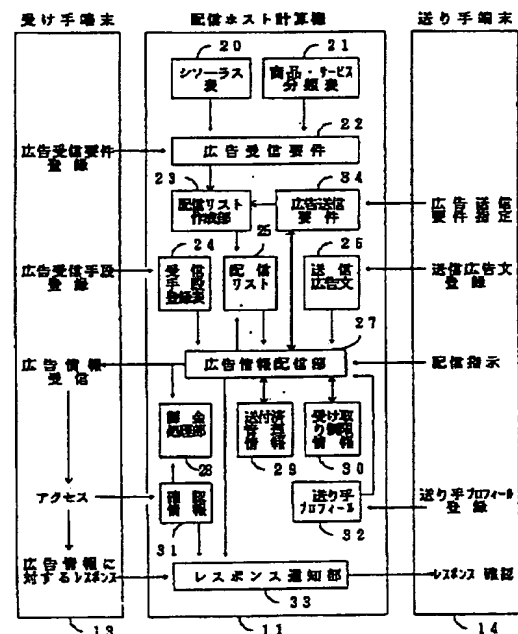 受け手端末
配信ホスト計算機
送り手端末
20
21
シソーラス
表
商品・サービス
分類表
22
広告受信要件
登録
広告受信要件
23
34
配信リスト
作成部
広告送信
要件
広告送信
要件指定
24
25
26
広告受信手段
登録
受信
手段
登録表
配信
リスト
送信
広告文
送信広告文
登録
27
広告情報
受信
広告情報配信部
配信指示
課金
処理部
送付済
情報
受け取
り制限
情報
28
29
30
アクセス
確認
情報
送り手
プロフィール
送り手プロフィール
登録
31
32
広告情報に
対するレスポンス
レスポンス通知部
レスポンス確認
33
13
11
14